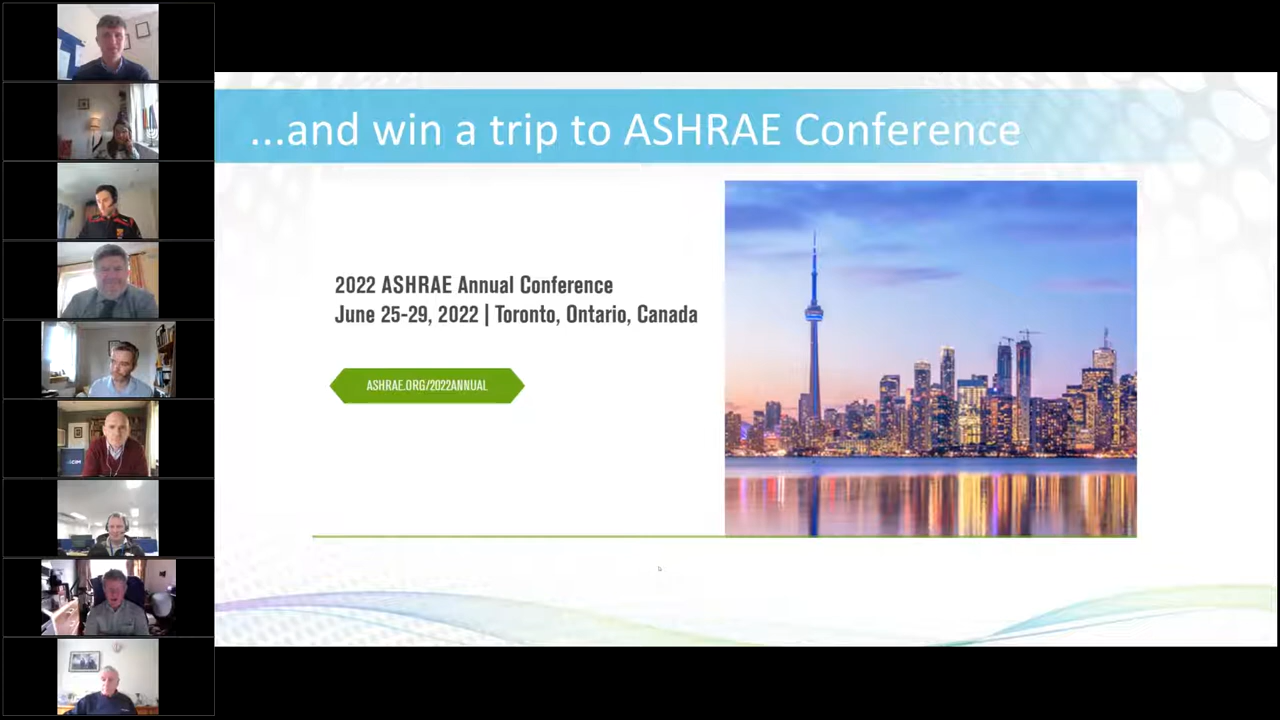 ...and win a trip to ASHRAE Conference
2022 ASHRAE Annual Conference
June 25-29, 2022 | Toronto, Ontario, Canada
ASHRAE.ORG/2022ANNUAL